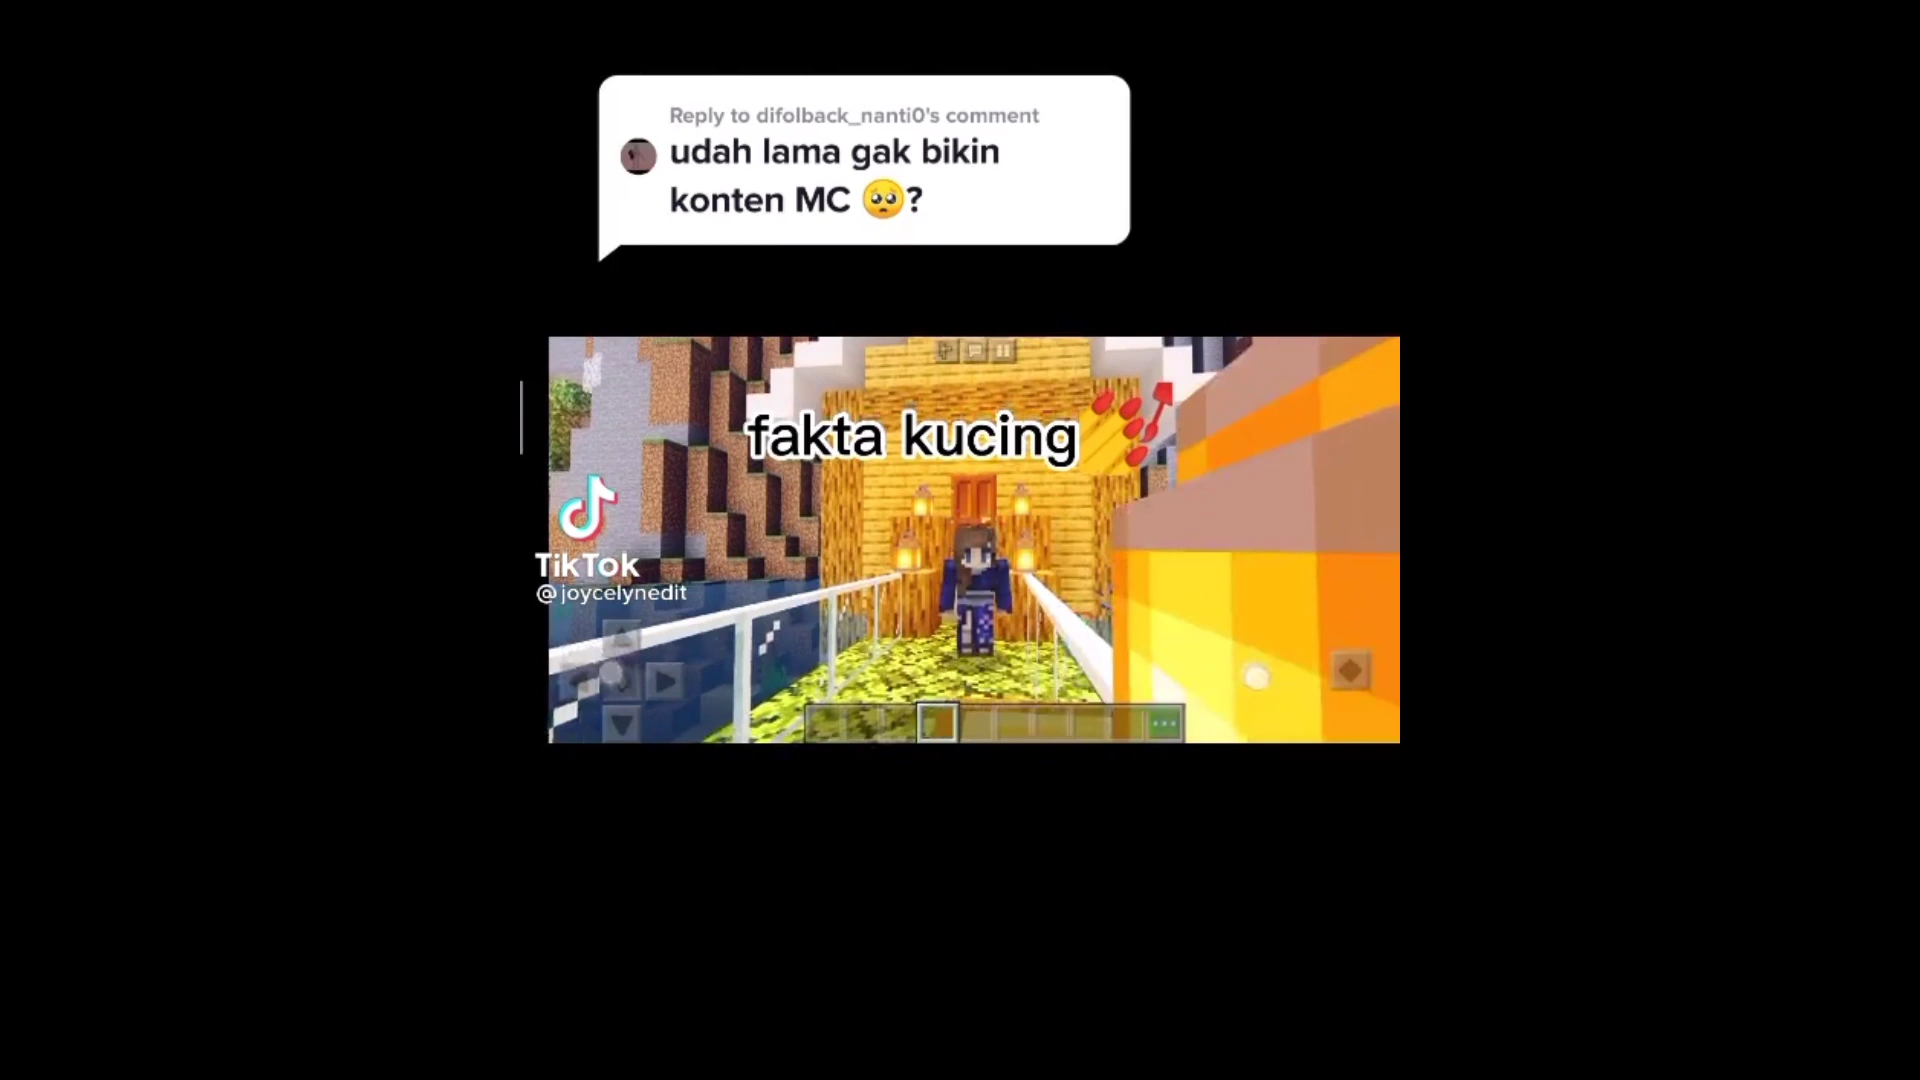 Reply to difolback_nanti0's comment
udah lama gak bikin
konten MC 🥺?
fakta kucing
TikTok
@joycelynedit